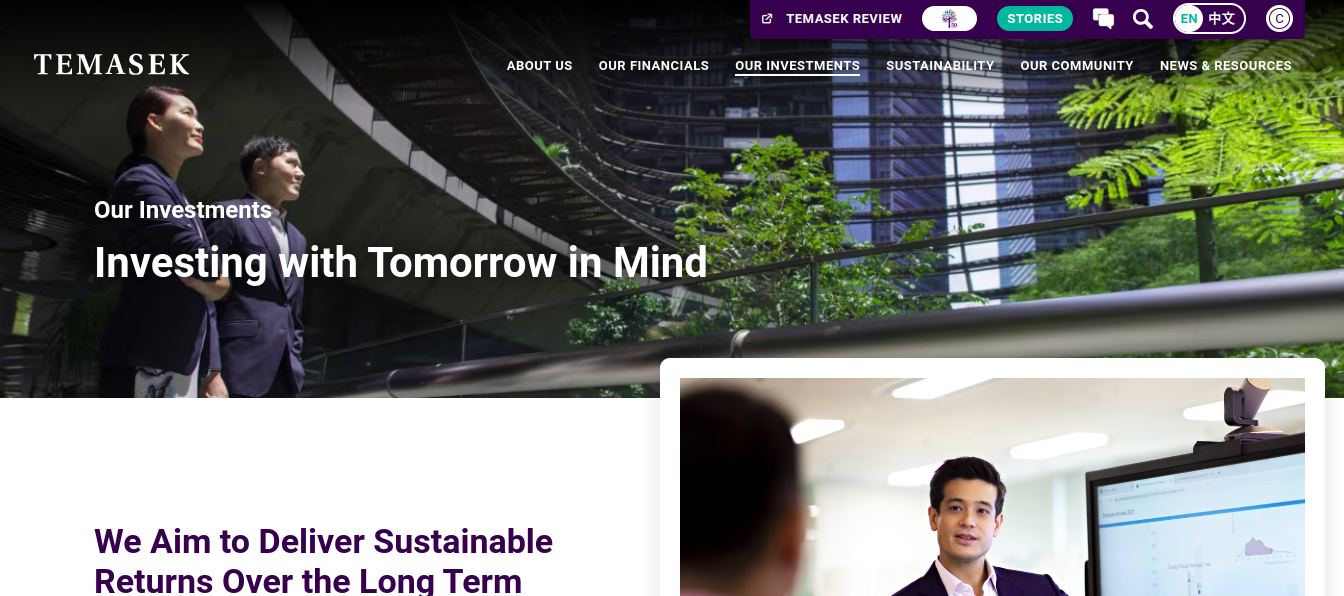 TEMASEK REVIEW
50
STORIES
EN 中文
C
TEMASEK
ABOUT US OUR FINANCIALS OUR INVESTMENTS SUSTAINABILITY OUR COMMUNITY NEWS & RESOURCES
Our Investments
Investing with Tomorrow in Mind
We Aim to Deliver Sustainable
Returns Over the Long Term